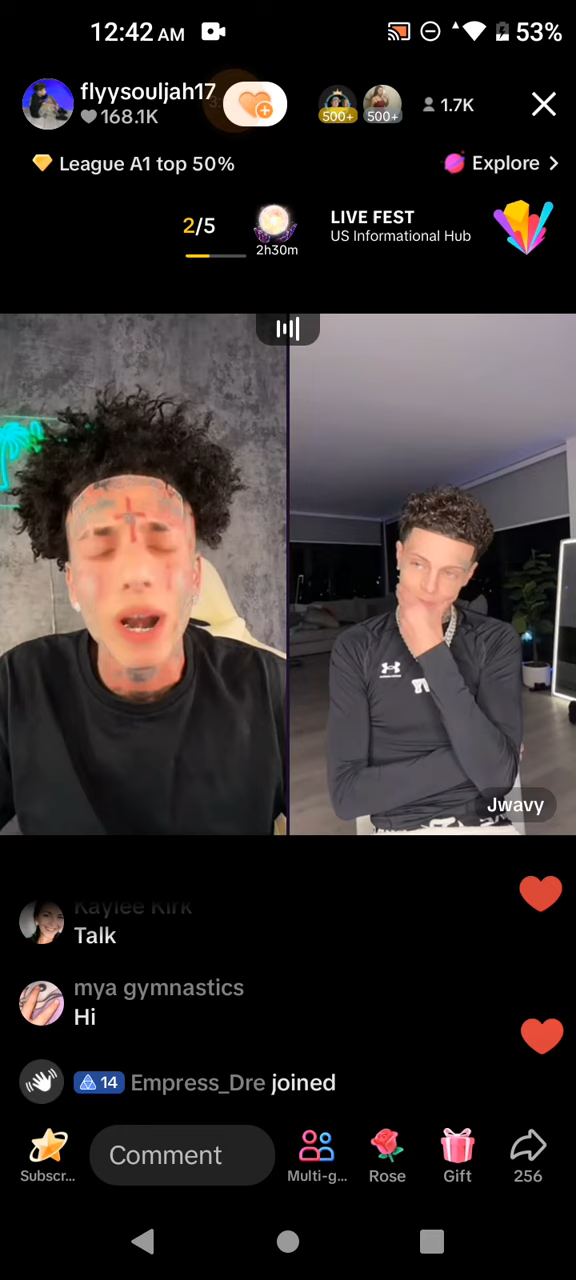 12:42 AM
53%
flyysouljah17
168.1K
500+
500+
1.7K
League A1 top 50%
Explore >
2/5
2h30m
LIVE FEST
US Informational Hub
Jwavy
Kaylee Kirk
Talk
mya gymnastics
Hi
14 Empress_Dre joined
Comment
Subscr...
Multi-g...
Rose
Gift
256